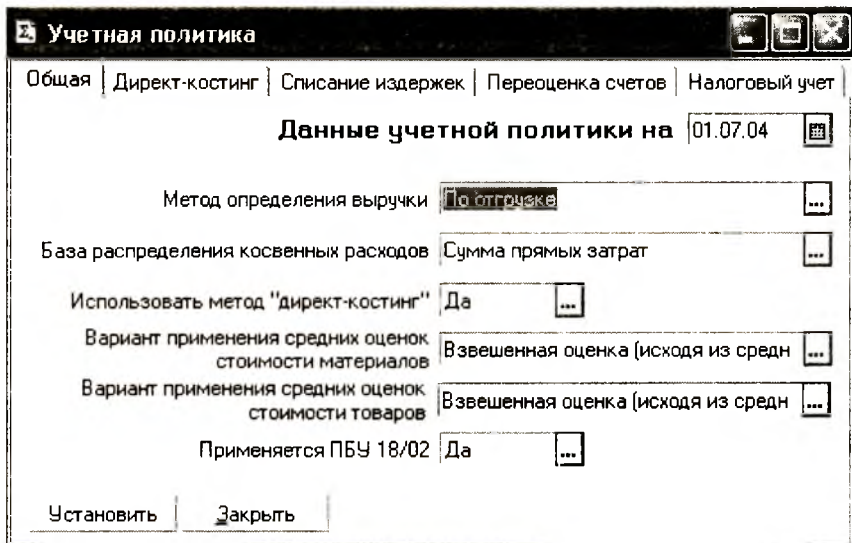 Учетная политика
Общая Директ-костинг Списание издержек Переоценка счетов Налоговый учет
Данные учетной политики на 01.07.04
Метод определения выручки По отгрузке ...
База распределения косвенных расходов Сумма прямых затрат ...
Использовать метод "директ-костинг" Да ...
Вариант применения средних оценок
стоимости материалов Взвешенная оценка (исходя из средн ...
Вариант применения средних оценок
стоимости товаров Взвешенная оценка (исходя из средн ...
Применяется ПБУ 18/02 Да ...
Установить Закрыть